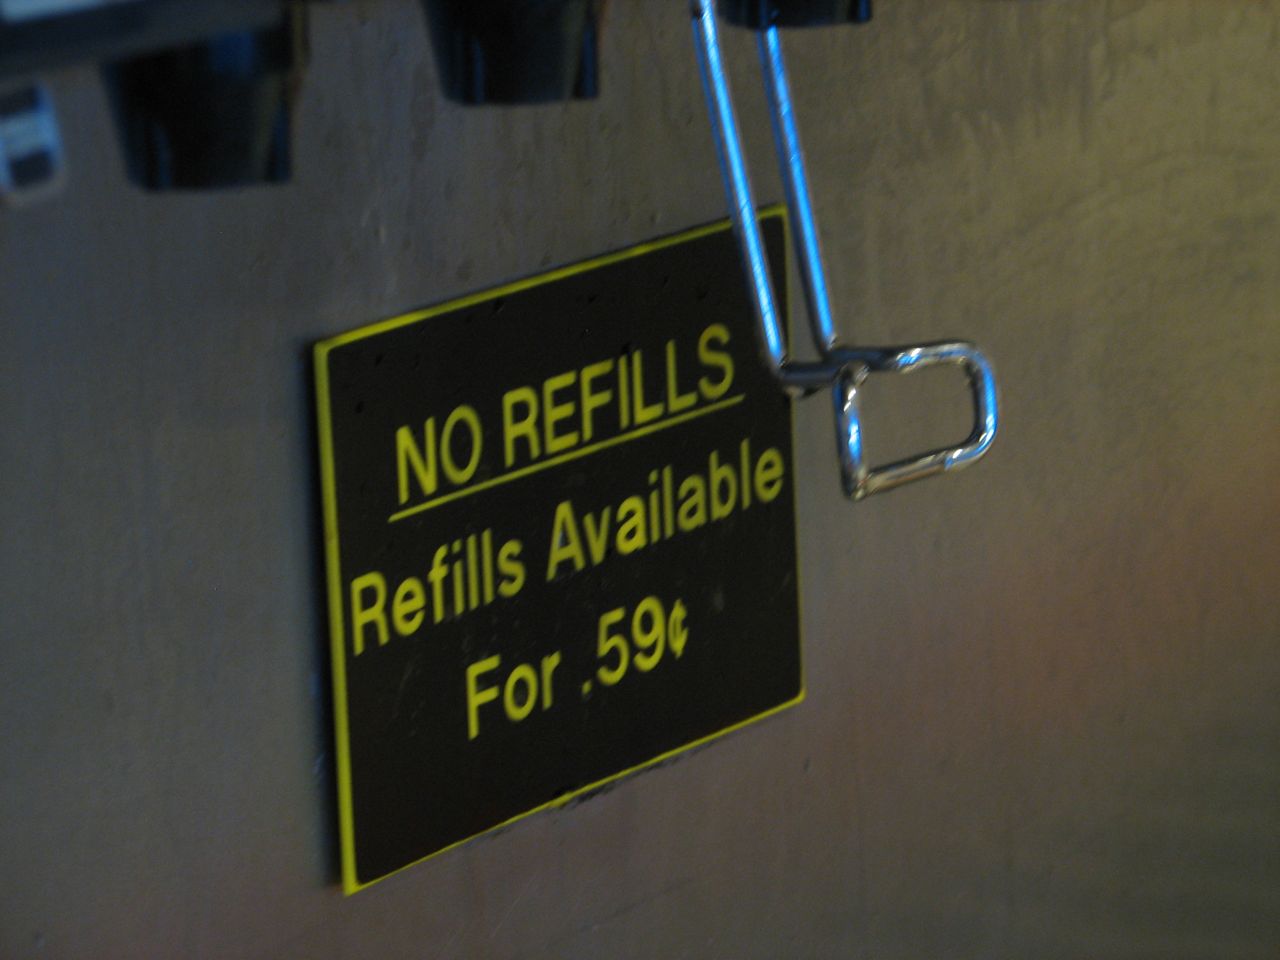 NO REFILLS
Refills Available
For .59¢